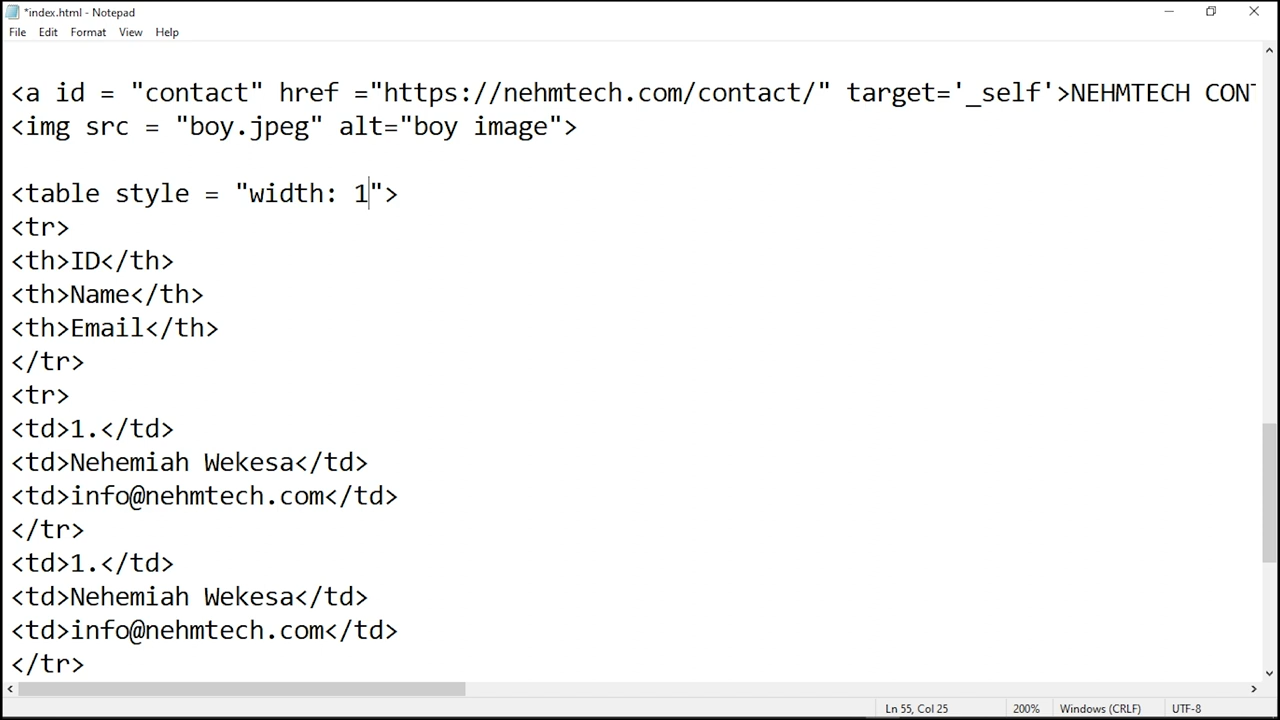 *index.html - Notepad
File Edit Format View Help
<a id = "contact" href ="https://nehmtech.com/contact/" target='_self'>NEHMTECH CONT
<img src = "boy.jpeg" alt="boy image">
<table style = "width: 1">
<tr>
<th>ID</th>
<th>Name</th>
<th>Email</th>
</tr>
<tr>
<td>1.</td>
<td>Nehemiah Wekesa</td>
<td>info@nehmtech.com</td>
</tr>
<td>1.</td>
<td>Nehemiah Wekesa</td>
<td>info@nehmtech.com</td>
</tr>
Ln 55, Col 25 200% Windows (CRLF) UTF-8